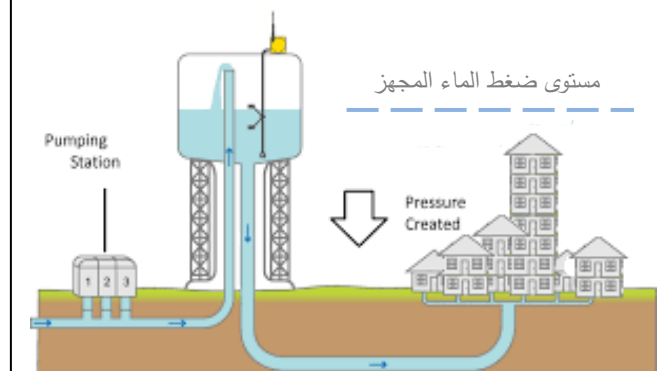 مستوى ضغط الماء المجهز
Pumping
Station
Pressure
Created
1 2 3